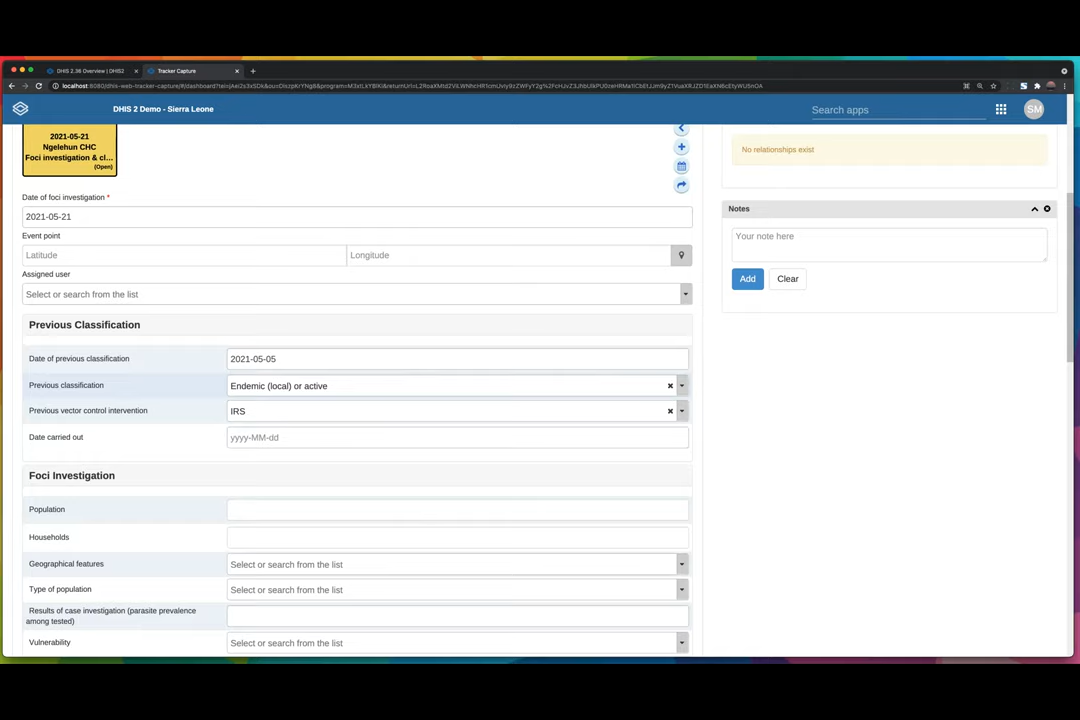 DHIS 2.36 Overview | DHIS2
Tracker Capture
DHIS 2 Demo - Sierra Leone
Search apps
SM
2021-05-21
Ngelehun CHC
Foci investigation & cl...
(Open)
No relationships exist
Date of foci investigation *
2021-05-21
Notes
Event point
Your note here
Latitude
Longitude
Assigned user
Add
Clear
Select or search from the list
Previous Classification
Date of previous classification
2021-05-05
Previous classification
Endemic (local) or active
Previous vector control intervention
IRS
Date carried out
yyyy-MM-dd
Foci Investigation
Population
Households
Geographical features
Select or search from the list
Type of population
Select or search from the list
Results of case investigation (parasite prevalence
among tested)
Vulnerability
Select or search from the list